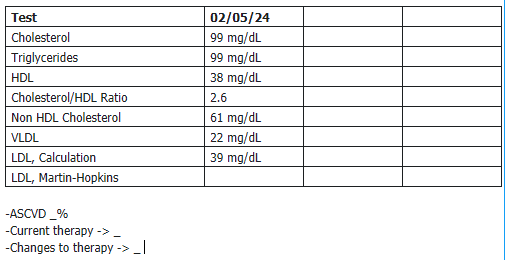 Test 02/05/24
Cholesterol 99 mg/dL
Triglycerides 99 mg/dL
HDL 38 mg/dL
Cholesterol/HDL Ratio 2.6
Non HDL Cholesterol 61 mg/dL
VLDL 22 mg/dL
LDL, Calculation 39 mg/dL
LDL, Martin-Hopkins
-ASCVD _%
-Current therapy -> _
-Changes to therapy -> _